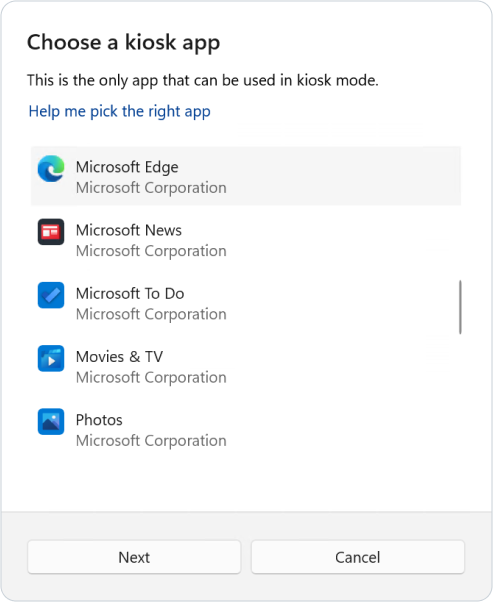 Choose a kiosk app
This is the only app that can be used in kiosk mode.
Help me pick the right app
Microsoft Edge
Microsoft Corporation
Microsoft News
Microsoft Corporation
Microsoft To Do
Microsoft Corporation
Movies & TV
Microsoft Corporation
Photos
Microsoft Corporation
Next
Cancel